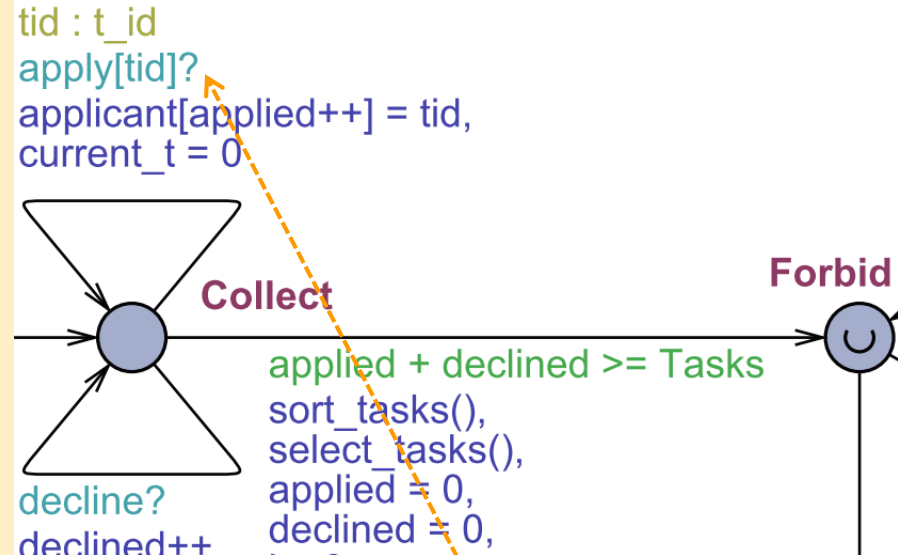 tid : t_id
apply[tid]?
applicant[applied++] = tid,
current_t = 0
Collect
Forbid
applied + declined >= Tasks
sort_tasks(),
select_tasks(),
applied = 0,
declined = 0,
decline?
declined++